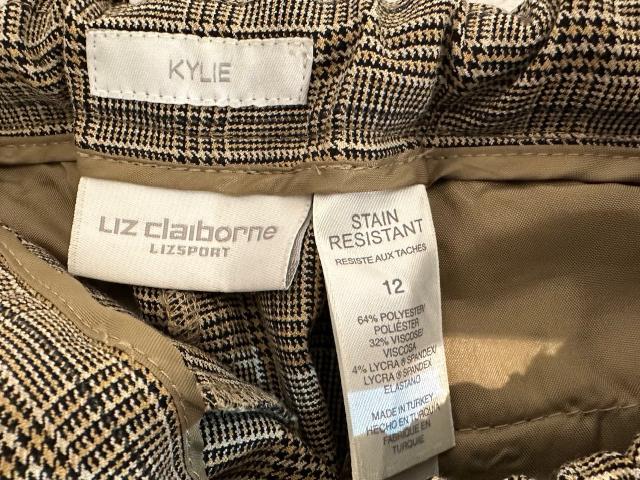 KYLIE
LIZ claiborne
LIZSPORT
STAIN
RESISTANT
RESISTE AUX TACHES
12
64% POLYESTER/
POLIÉSTER
32% VISCOSE/
VISCOSA
4% LYCRA ® SPANDEX/
LYCRA ® SPANDEX
ELASTANO
MADE IN TURKEY
HECHO EN TURQUIA
FABRIQUE EN
TURQUIE